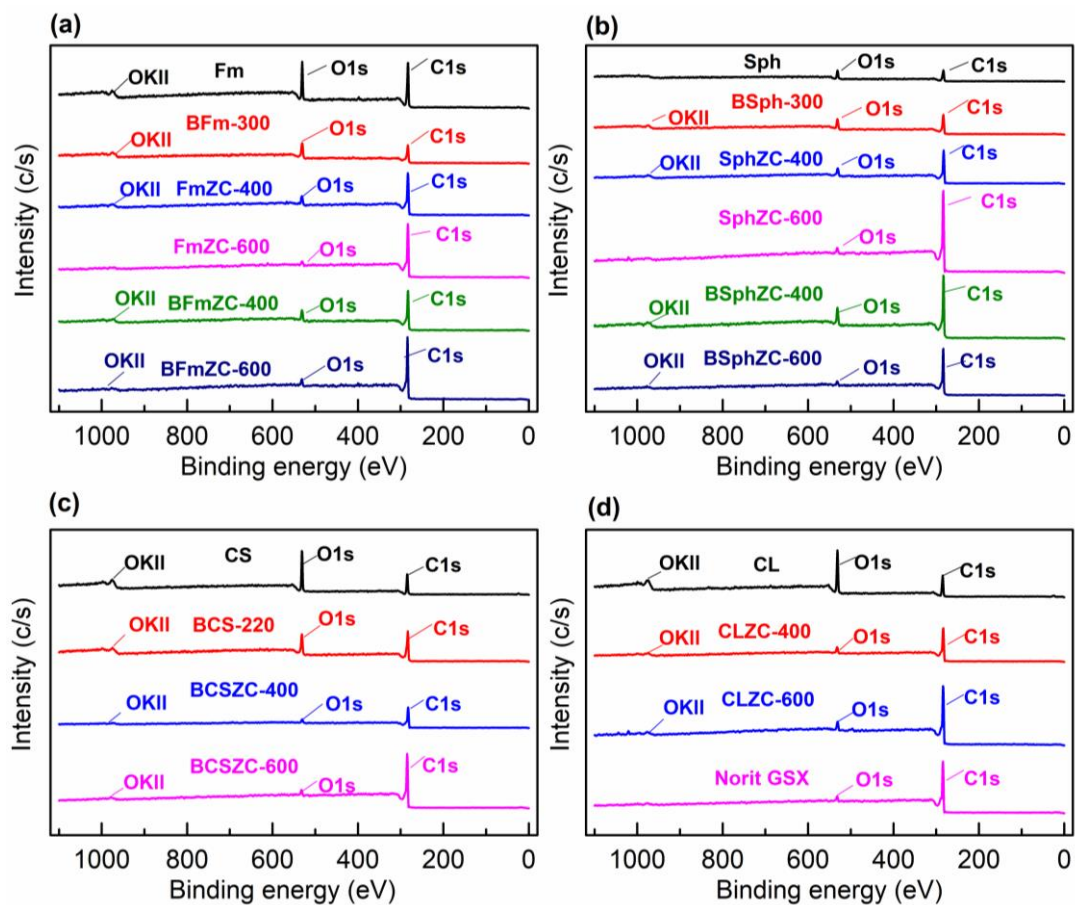 (a)
Fm
OKII
O1s
C1s
BFm-300
OKII
O1s
C1s
OKII
FmZC-400
O1s
C1s
FmZC-600
O1s
C1s
OKII
BFmZC-400
O1s
C1s
OKII
BFmZC-600
O1s
C1s
Intensity (c/s)
1000 800 600 400 200 0
Binding energy (eV)
(b)
Sph
O1s
C1s
BSph-300
OKII
O1s
C1s
OKII
SphZC-400
O1s
C1s
SphZC-600
O1s
C1s
OKII
BSphZC-400
O1s
C1s
OKII
BSphZC-600
O1s
C1s
Intensity (c/s)
1000 800 600 400 200 0
Binding energy (eV)
(c)
OKII
CS
O1s
C1s
OKII
BCS-220
O1s
C1s
OKII
BCSZC-400
O1s
C1s
OKII
BCSZC-600
O1s
C1s
Intensity (c/s)
1000 800 600 400 200 0
Binding energy (eV)
(d)
OKII
CL
O1s
C1s
OKII
CLZC-400
O1s
C1s
OKII
CLZC-600
O1s
C1s
Norit GSX
O1s
C1s
Intensity (c/s)
1000 800 600 400 200 0
Binding energy (eV)